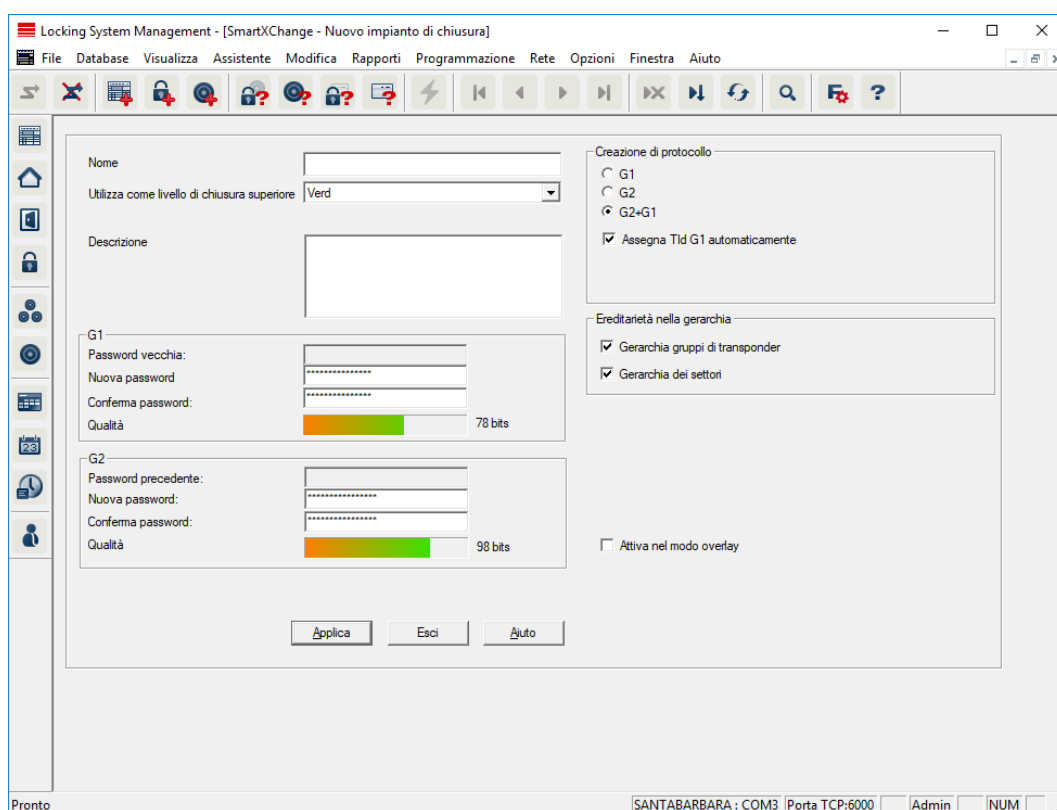 Locking System Management - [SmartXChange - Nuovo impianto di chiusura]
File Database Visualizza Assistente Modifica Rapporti Programmazione Rete Opzioni Finestra Aiuto
Nome
Utilizza come livello di chiusura superiore Verd
Descrizione
G1
Password vecchia:
Nuova password ***************
Conferma password: ***************
Qualità 78 bits
G2
Password precedente:
Nuova password: ****************
Conferma password: ****************
Qualità 98 bits
Creazione di protocollo
G1
G2
G2+G1
Assegna TId G1 automaticamente
Ereditarietà nella gerarchia
Gerarchia gruppi di transponder
Gerarchia dei settori
Attiva nel modo overlay
Applica Esci Aiuto
Pronto SANTABARBARA : COM3 Porta TCP:6000 Admin NUM